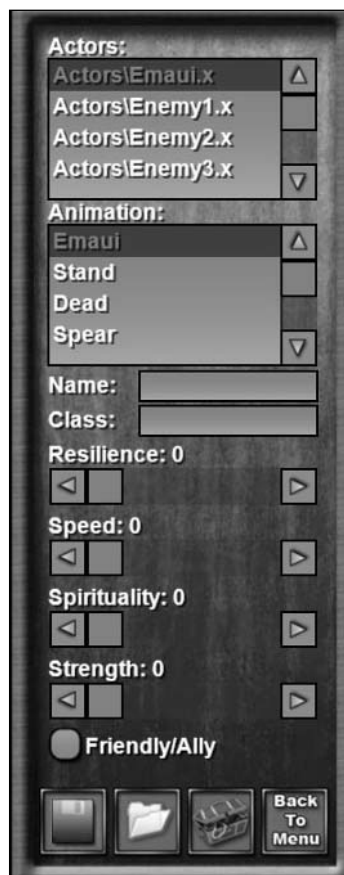 Actors:
Actors\Emaui.x
Actors\Enemy1.x
Actors\Enemy2.x
Actors\Enemy3.x
Animation:
Emaui
Stand
Dead
Spear
Name:
Class:
Resilience: 0
Speed: 0
Spirituality: 0
Strength: 0
Friendly/Ally
Back
To
Menu